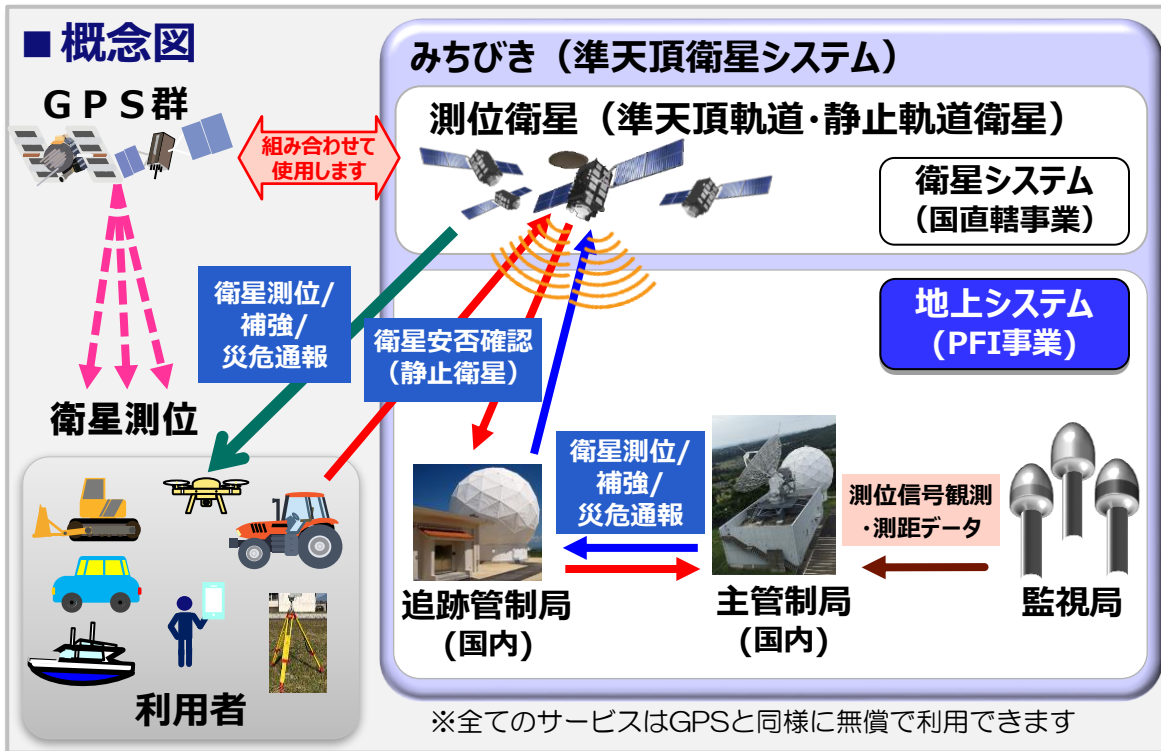 ■概念図
GPS群
組み合わせて
使用します
みちびき（準天頂衛星システム）
測位衛星（準天頂軌道・静止軌道衛星）
衛星システム
（国直轄事業）
地上システム
(PFI事業)
衛星測位/
補強/
災危通報
衛星安否確認
（静止衛星）
衛星測位
衛星測位/
補強/
災危通報
測位信号観測
・測距データ
追跡管制局
(国内)
主管制局
(国内)
監視局
利用者
※全てのサービスはGPSと同様に無償で利用できます